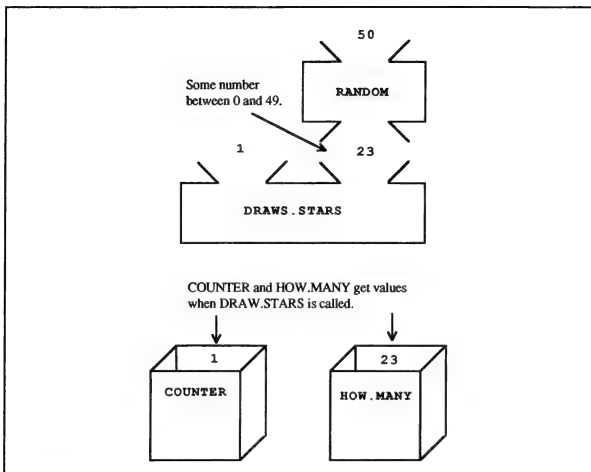 50
RANDOM
Some number
between 0 and 49.
1
23
DRAWS.STARS
COUNTER and HOW.MANY get values
when DRAW.STARS is called.
1
23
COUNTER
HOW.MANY